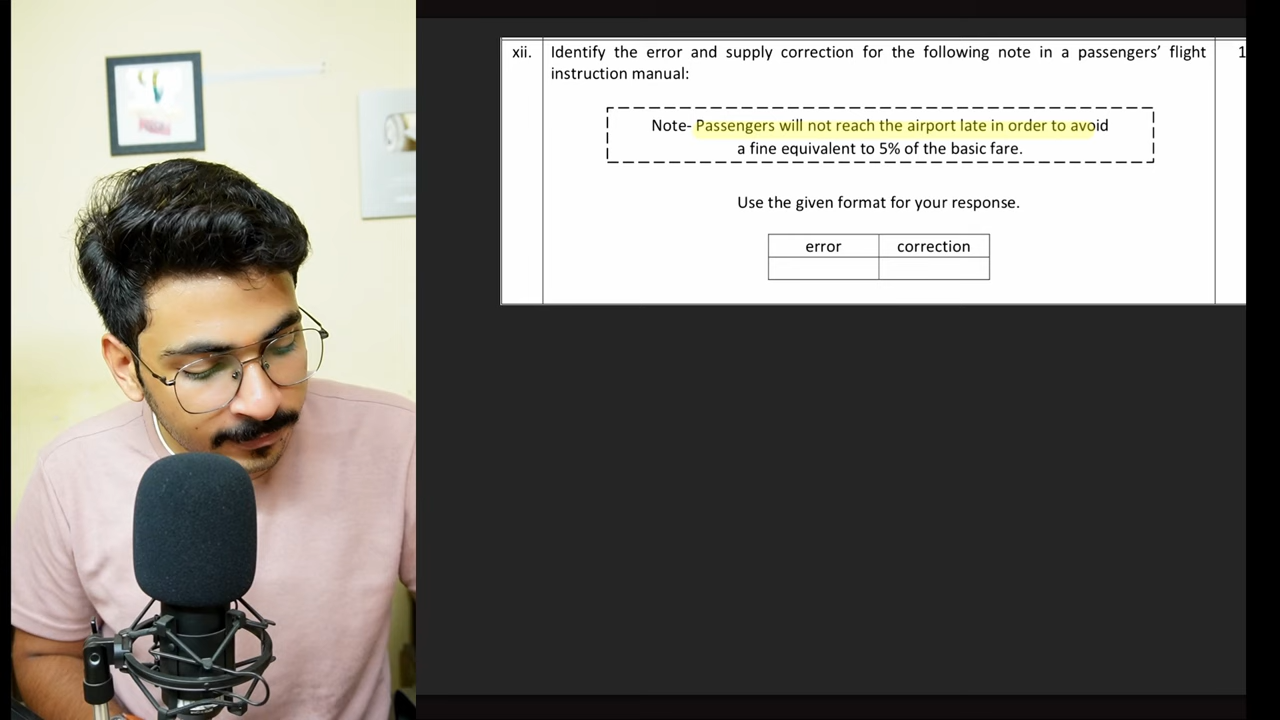 xii. Identify the error and supply correction for the following note in a passengers’ flight 1
instruction manual:
Note- Passengers will not reach the airport late in order to avoid
a fine equivalent to 5% of the basic fare.
Use the given format for your response.
error correction